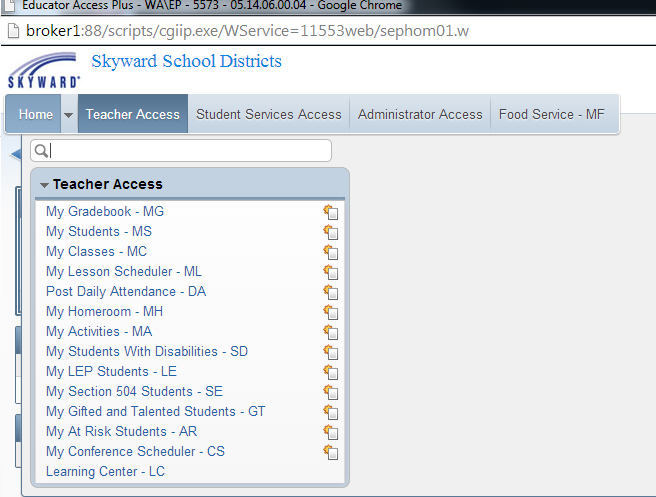 Educator Access Plus - WA\EP - 5573 - 05.14.06.00.04 - Google Chrome
broker1:88/scripts/cgiip.exe/WService=11553web/sephom01.w
SKYWARD® Skyward School Districts
Home Teacher Access Student Services Access Administrator Access Food Service - MF
Teacher Access
My Gradebook - MG
My Students - MS
My Classes - MC
My Lesson Scheduler - ML
Post Daily Attendance - DA
My Homeroom - MH
My Activities - MA
My Students With Disabilities - SD
My LEP Students - LE
My Section 504 Students - SE
My Gifted and Talented Students - GT
My At Risk Students - AR
My Conference Scheduler - CS
Learning Center - LC